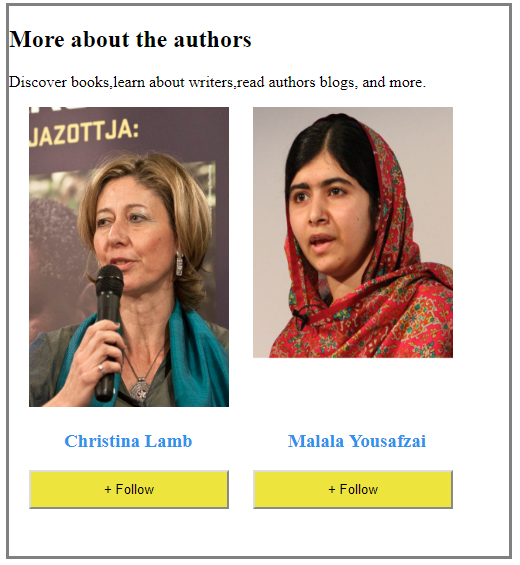 More about the authors
Discover books,learn about writers,read authors blogs, and more.
JAZOTTJA:
Christina Lamb
Malala Yousafzai
+ Follow
+ Follow